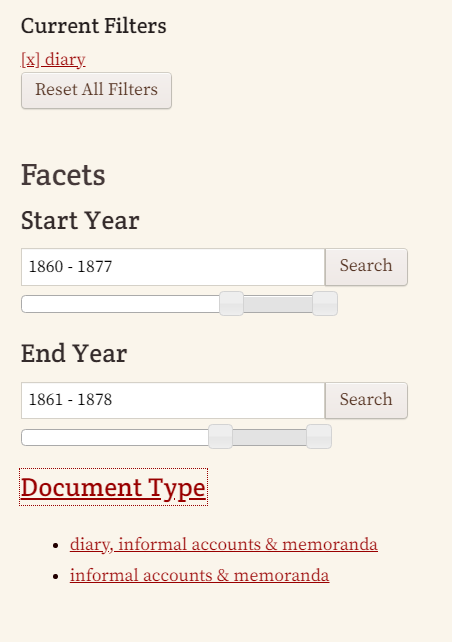 Current Filters
[x] diary
Reset All Filters
Facets
Start Year
1860 - 1877
Search
End Year
1861 - 1878
Search
Document Type
diary, informal accounts & memoranda
informal accounts & memoranda